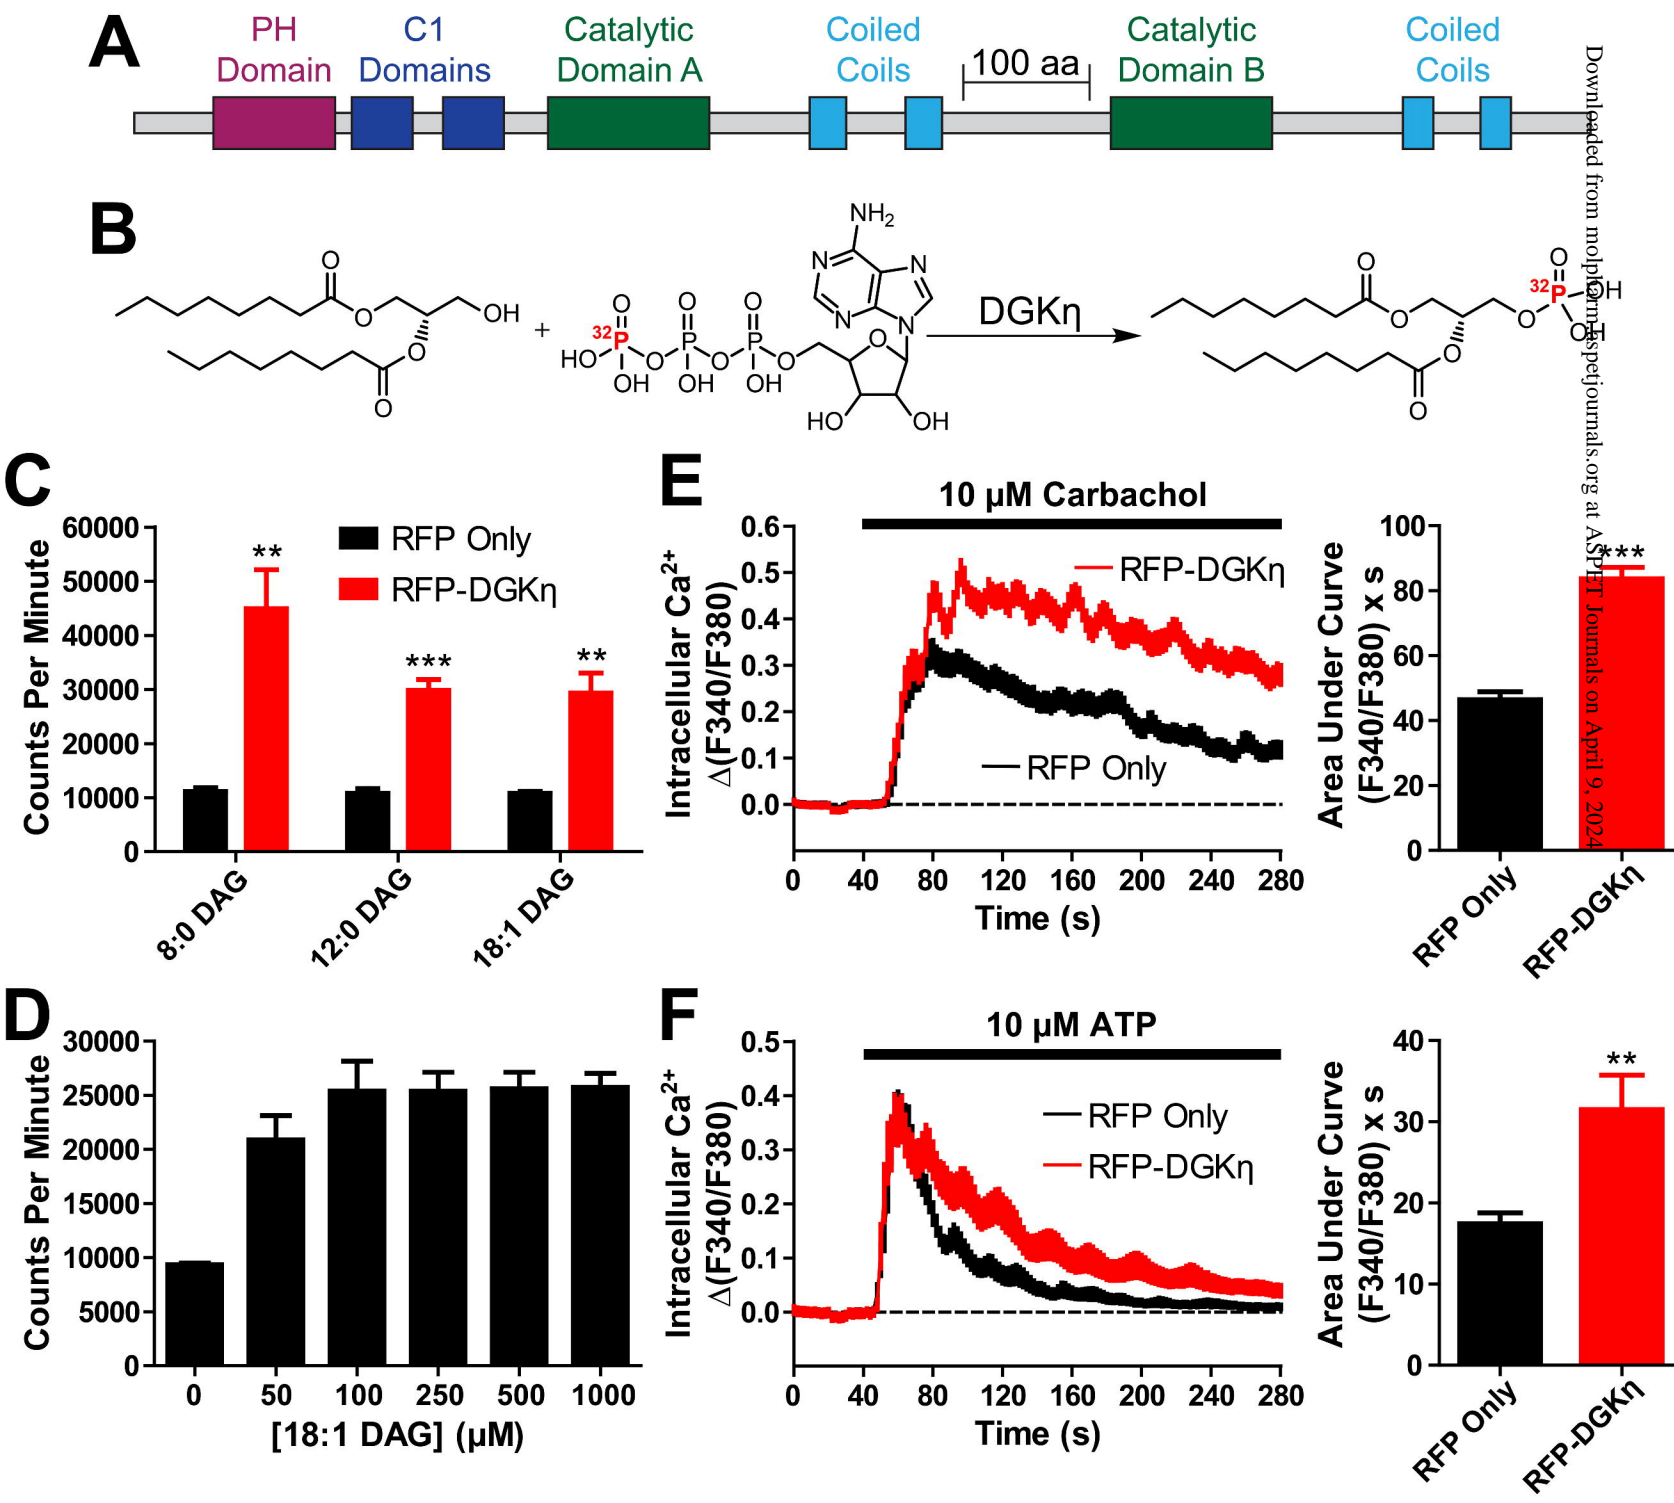 A
PH
Domain
C1
Domains
Catalytic
Domain A
Coiled
Coils
100 aa
Catalytic
Domain B
Coiled
Coils
B
O
O
OH
O
O
+
NH2
N
N
N
N
O
O
O
32P
P
P
HO
O
O
O
OH
OH
OH
O
HO
OH
DGKη
O
O
O
O
O
O
32P
OH
OH
C
Counts Per Minute
60000
50000
40000
30000
20000
10000
0
RFP Only
RFP-DGKη
**
***
**
8:0 DAG
12:0 DAG
18:1 DAG
D
Counts Per Minute
30000
25000
20000
15000
10000
5000
0
0 50 100 250 500 1000
[18:1 DAG] (µM)
E
10 µM Carbachol
Intracellular Ca2+
Δ(F340/F380)
0.6
0.5
0.4
0.3
0.2
0.1
0.0
RFP-DGKη
RFP Only
0 40 80 120 160 200 240 280
Time (s)
Area Under Curve
(F340/F380) x s
100
80
60
40
20
0
***
RFP Only
RFP-DGKη
F
10 µM ATP
Intracellular Ca2+
Δ(F340/F380)
0.5
0.4
0.3
0.2
0.1
0.0
RFP Only
RFP-DGKη
0 40 80 120 160 200 240 280
Time (s)
Area Under Curve
(F340/F380) x s
40
30
20
10
0
**
RFP Only
RFP-DGKη
Downloaded from molpharm.aspetjournals.org at ASPET Journals on April 9, 2024